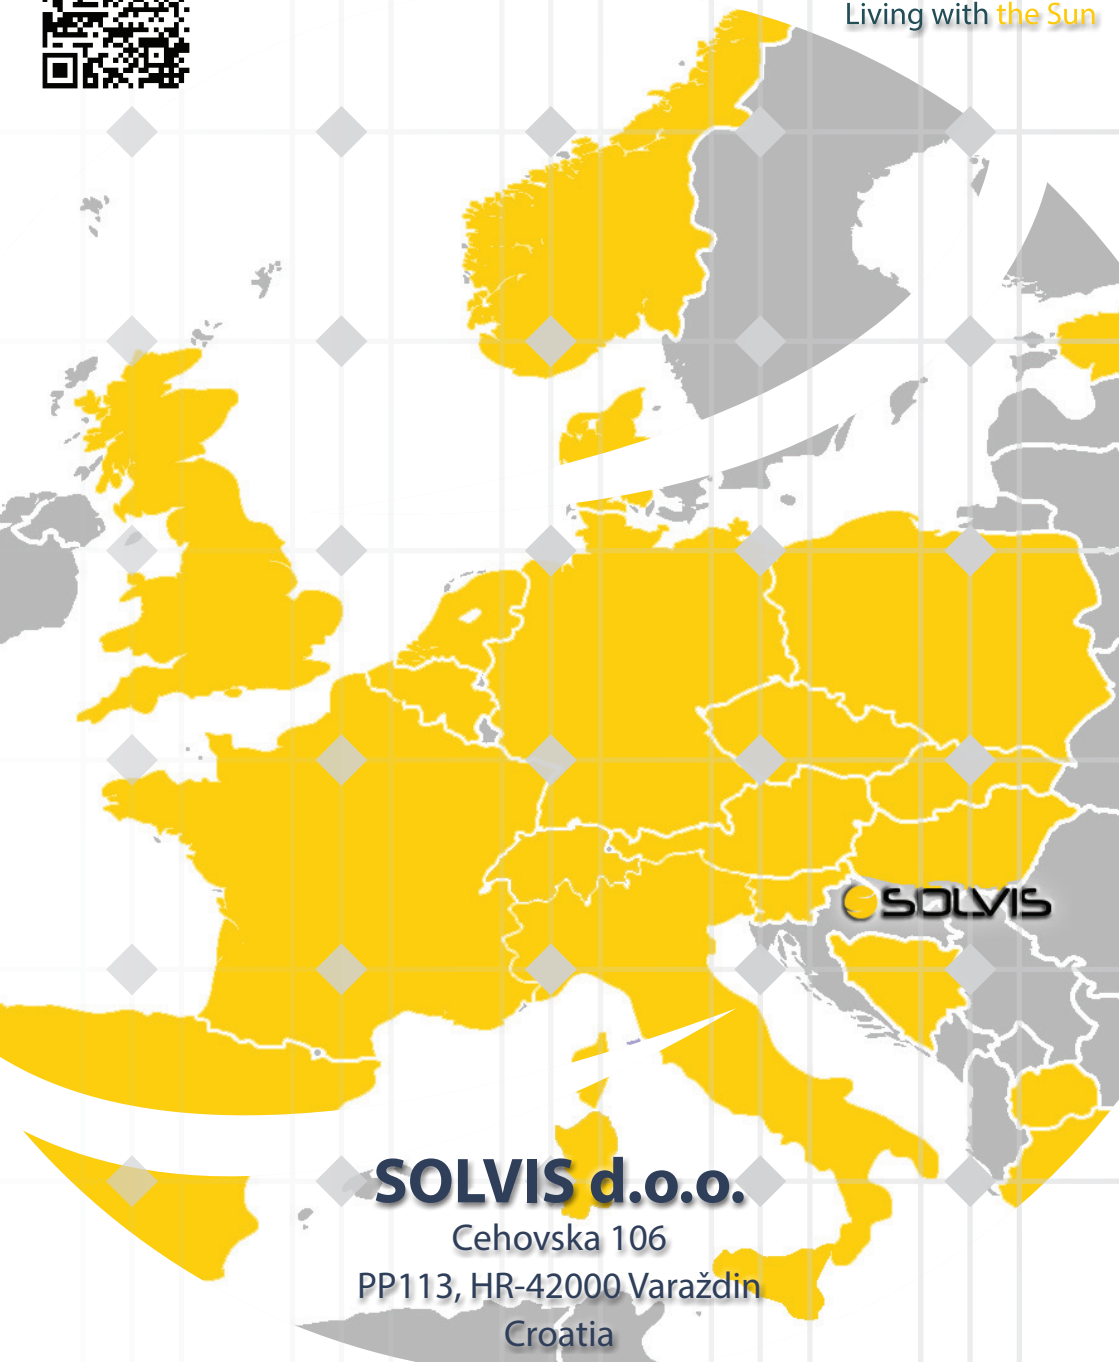 Living with the Sun
SOLVIS
SOLVIS d.o.o.
Cehovska 106
PP113, HR-42000 Varaždin
Croatia